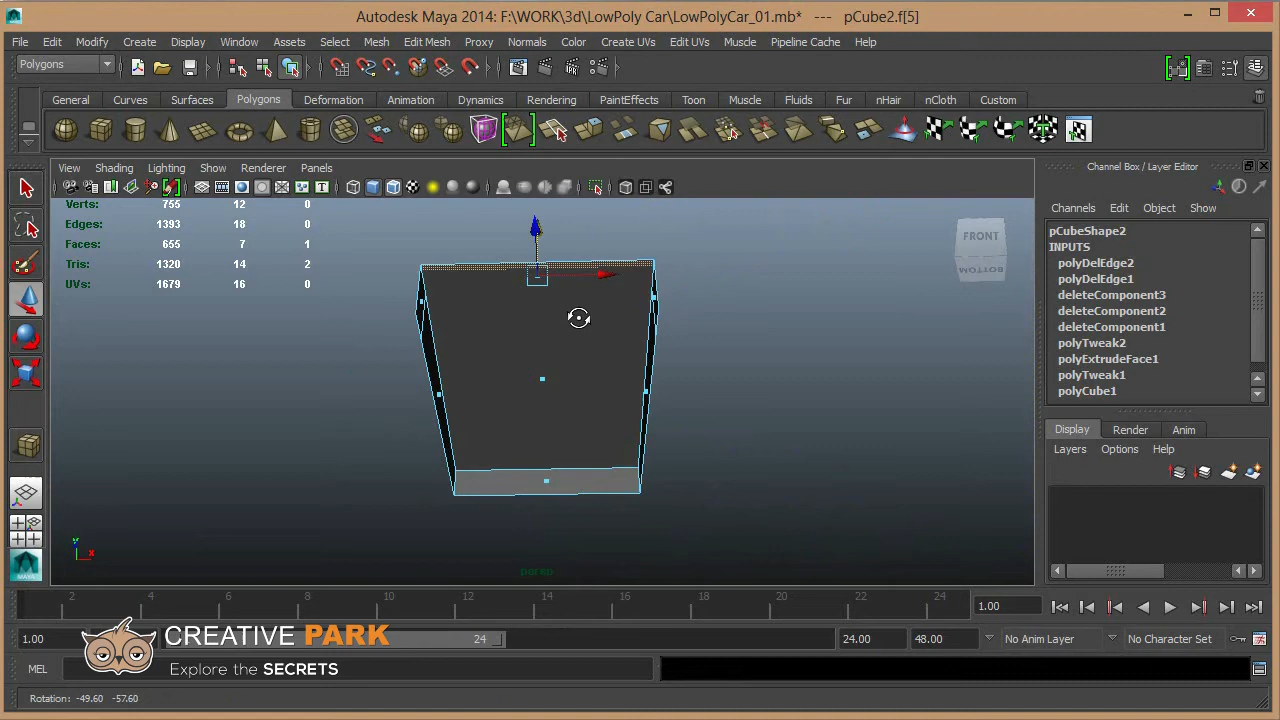 Autodesk Maya 2014: F:\WORK\3d\LowPoly Car\LowPolyCar_01.mb* --- pCube2.f[5]
File Edit Modify Create Display Window Assets Select Mesh Edit Mesh Proxy Normals Color Create UVs Edit UVs Muscle Pipeline Cache Help
Polygons
General Curves Surfaces Polygons Deformation Animation Dynamics Rendering PaintEffects Toon Muscle Fluids Fur nHair nCloth Custom
View Shading Lighting Show Renderer Panels
Channel Box / Layer Editor
Verts: 755 12 0
Edges: 1393 18 0
Faces: 655 7 1
Tris: 1320 14 2
UVs: 1679 16 0
FRONT
BOTTOM
Channels Edit Object Show
pCubeShape2
INPUTS
polyDelEdge2
polyDelEdge1
deleteComponent3
deleteComponent2
deleteComponent1
polyTweak2
polyExtrudeFace1
polyTweak1
polyCube1
Display Render Anim
Layers Options Help
y
x
persp
2 4 6 8 10 12 14 16 18 20 22 24
1.00
1.00 24 24.00 48.00 No Anim Layer No Character Set
CREATIVE PARK
Explore the SECRETS
MEL
Rotation: -49.60 -57.60